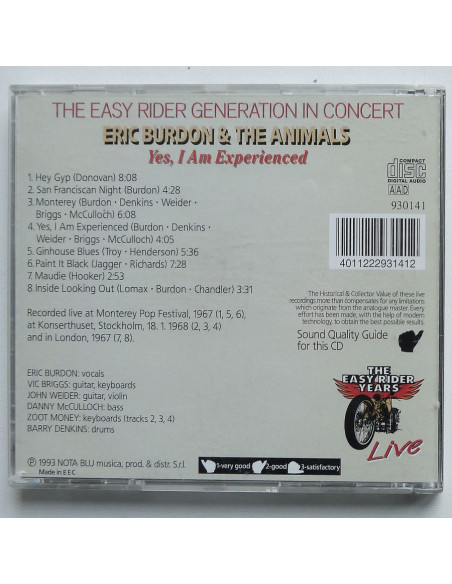 THE EASY RIDER GENERATION IN CONCERT
ERIC BURDON & THE ANIMALS
Yes, I Am Experienced
1. Hey Gyp (Donovan) 8:08
2. San Franciscan Night (Burdon) 4:28
3. Monterey (Burdon · Denkins · Weider ·
Briggs · McCulloch) 6:08
4. Yes, I Am Experienced (Burdon · Denkins ·
Weider · Briggs · McCulloch) 4:05
5. Ginhouse Blues (Troy · Henderson) 5:36
6. Paint It Black (Jagger · Richards) 7:28
7. Maudie (Hooker) 2:53
8. Inside Looking Out (Lomax · Burdon · Chandler) 3:31
Recorded live at Monterey Pop Festival, 1967 (1, 5, 6),
at Konserthuset, Stockholm, 18. 1. 1968 (2, 3, 4)
and in London, 1967 (7, 8).
ERIC BURDON: vocals
VIC BRIGGS: guitar, keyboards
JOHN WEIDER: guitar, violin
DANNY McCULLOCH: bass
ZOOT MONEY: keyboards (tracks 2, 3, 4)
BARRY DENKINS: drums
℗ 1993 NOTA BLU musica, prod. & distr. S.r.l.
Made in EEC
1-very good 2-good 3-satisfactory
COMPACT
disc
DIGITAL AUDIO
AAD
930141
4011222931412
The Historical & Collector Value of these live
recordings more than compensates for any limitations
which originate from the analogue master. Every
effort has been made, with the help of modern
technology, to obtain the best possible results.
Sound Quality Guide
for this CD
THE
EASY RIDER
YEARS
Live